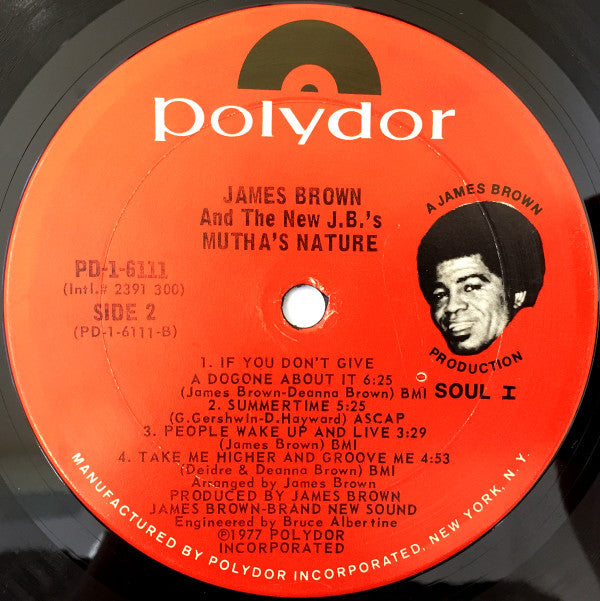 polydor
JAMES BROWN
And The New J.B.'s
MUTHA'S NATURE
A JAMES BROWN
PRODUCTION
SOUL I
PD-1-6111
(Intl.# 2391 300)
SIDE 2
(PD-1-6111-B)
1. IF YOU DON'T GIVE
A DOGONE ABOUT IT 6:25
(James Brown-Deanna Brown) BMI
2. SUMMERTIME 5:25
(G.Gershwin-D.Hayward) ASCAP
3. PEOPLE WAKE UP AND LIVE 3:29
(James Brown) BMI
4. TAKE ME HIGHER AND GROOVE ME 4:53
(Deidre & Deanna Brown) BMI
Arranged by James Brown
PRODUCED BY JAMES BROWN
JAMES BROWN-BRAND NEW SOUND
Engineered by Bruce Albertine
©1977 POLYDOR
INCORPORATED
MANUFACTURED BY POLYDOR INCORPORATED, NEW YORK, N.Y.